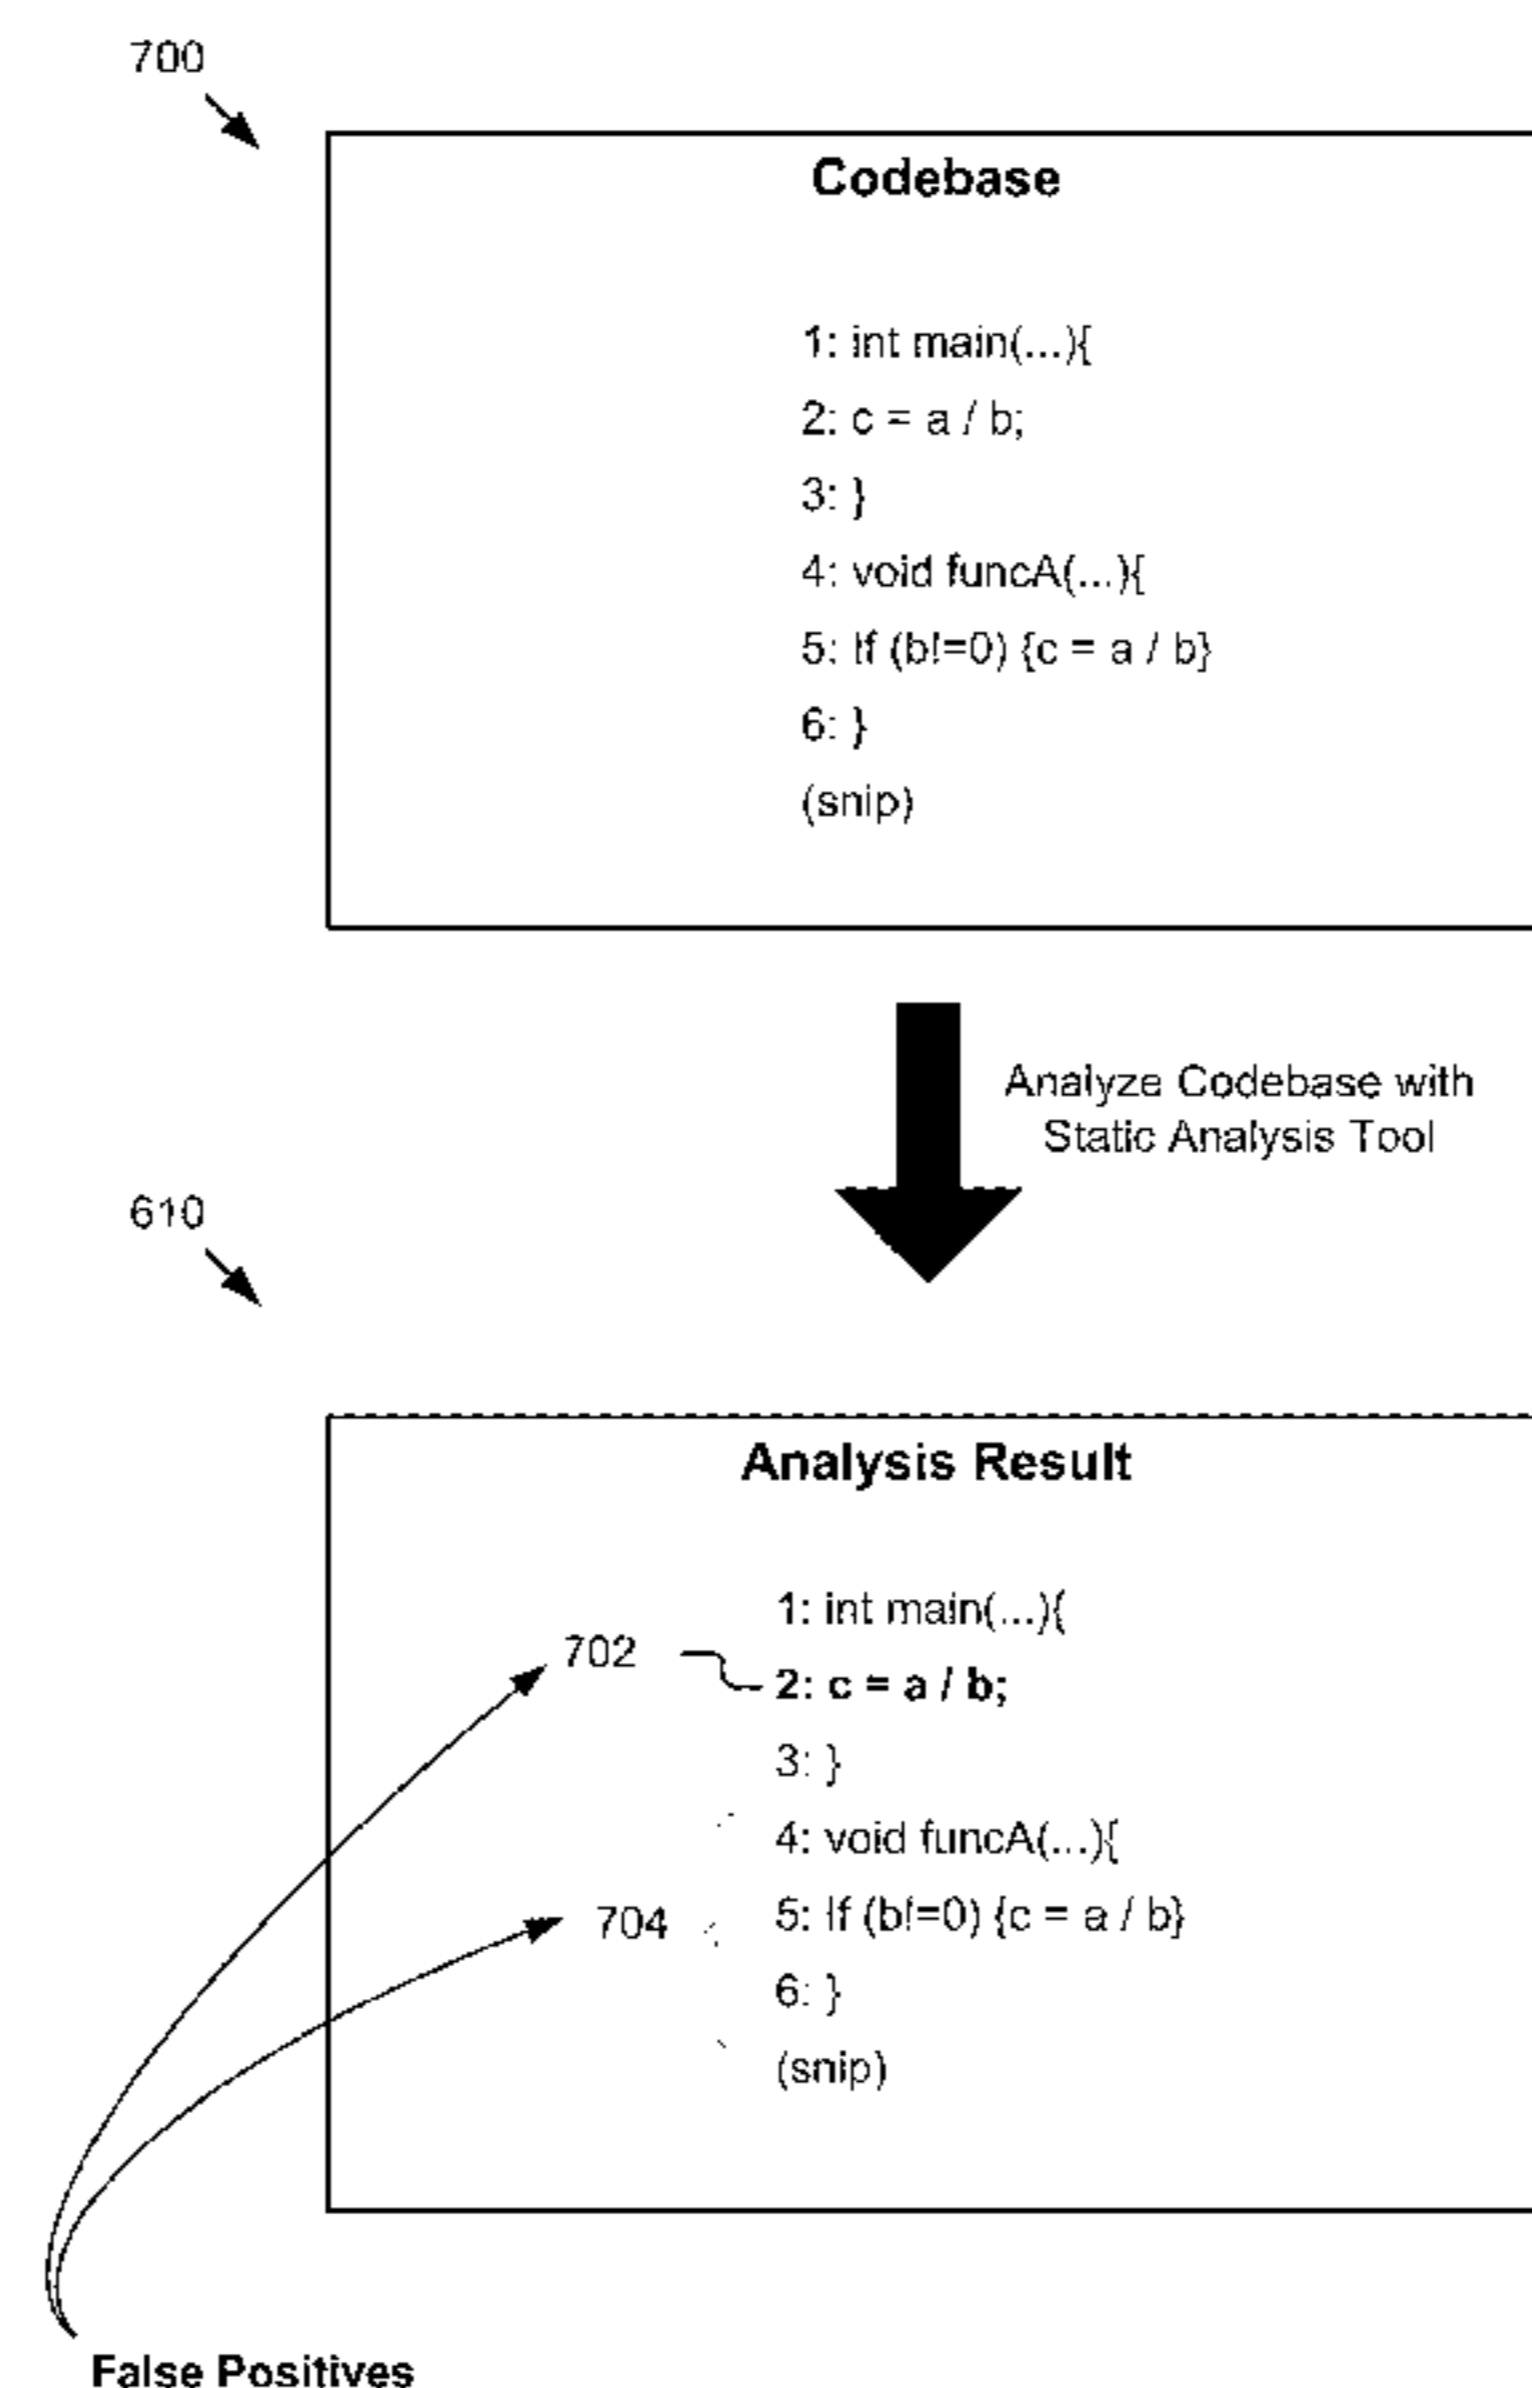 700
Codebase
1: int main(...){
2: c = a / b;
3: }
4: void funcA(...){
5: If (b!=0) {c = a / b}
6: }
(snip)
Analyze Codebase with
Static Analysis Tool
610
Analysis Result
1: int main(...){
702
2: c = a / b;
3: }
4: void funcA(...){
704
5: If (b!=0) {c = a / b}
6: }
(snip)
False Positives